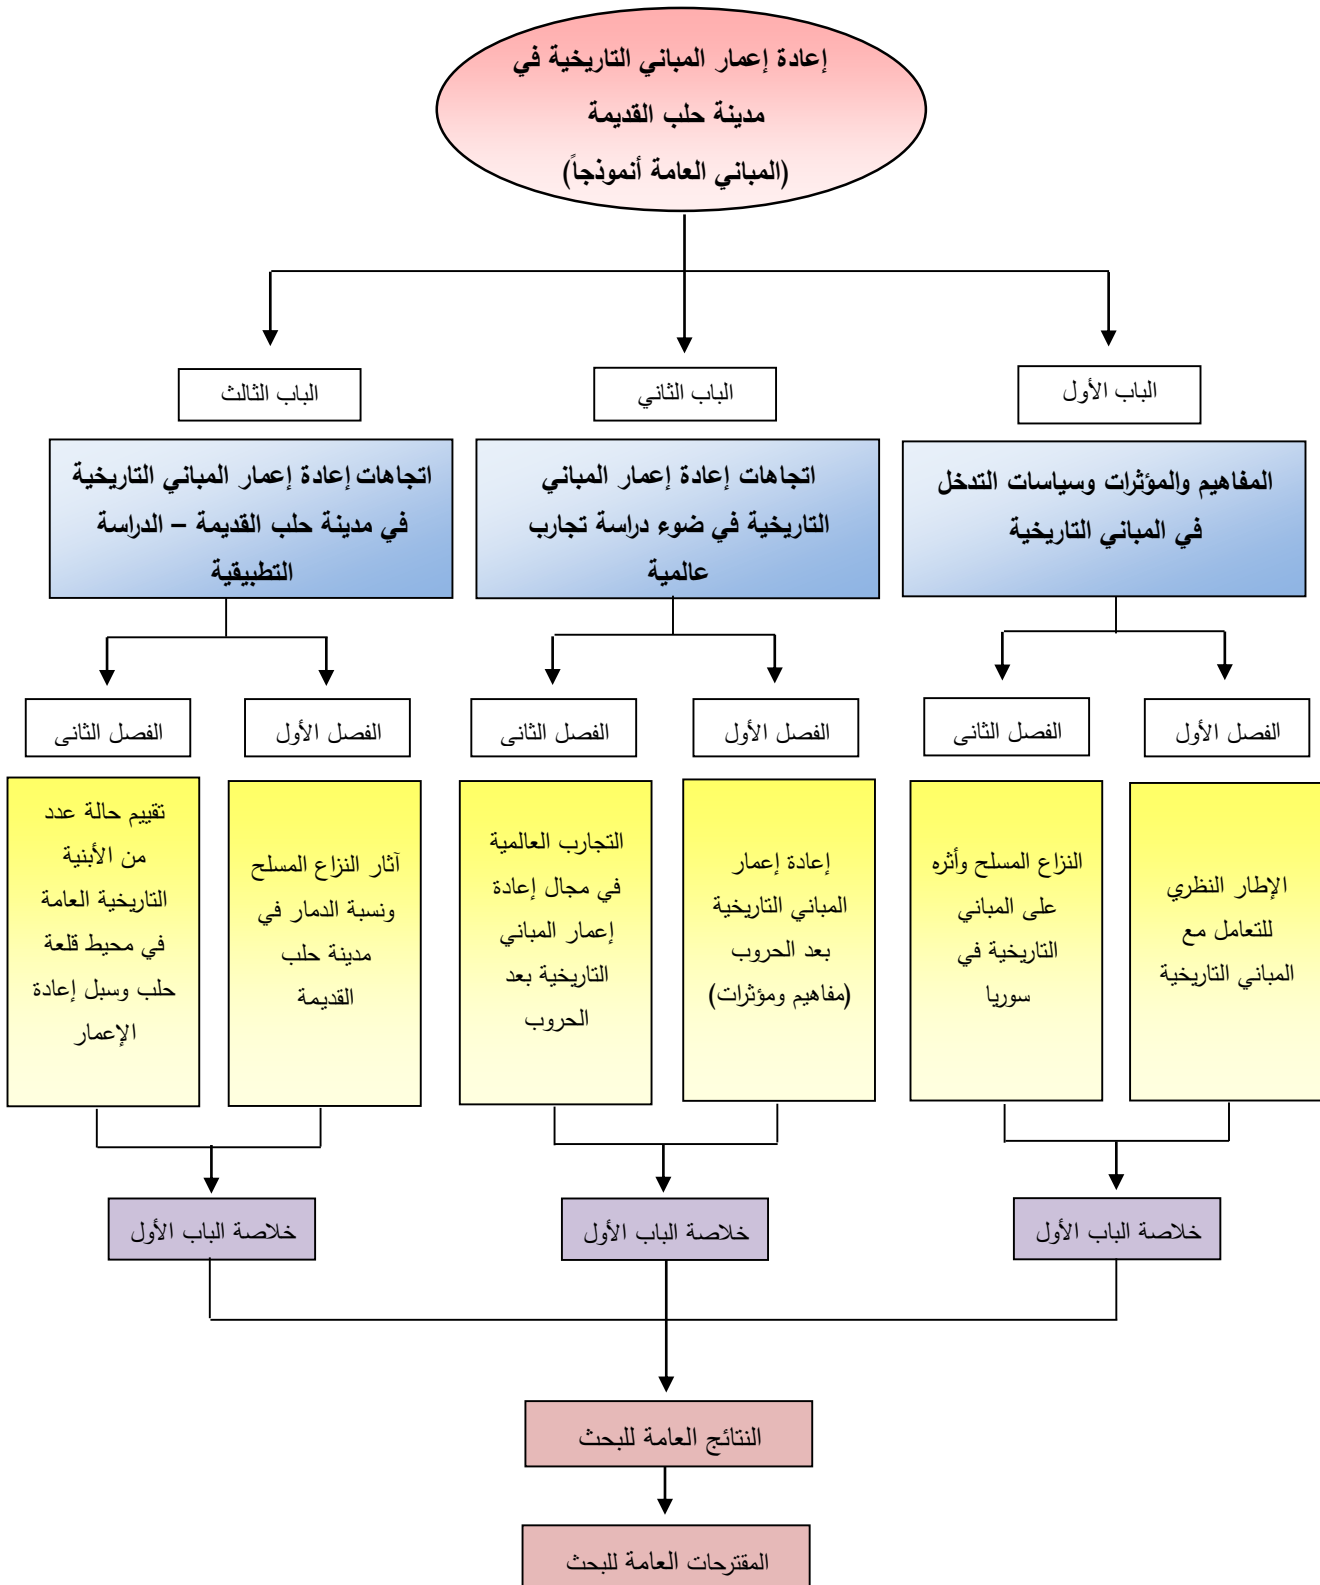 إعادة إعمار المباني التاريخية في
مدينة حلب القديمة
(المباني العامة أنموذجاً)
الباب الأول
الباب الثاني
الباب الثالث
المفاهيم والمؤثرات وسياسات التدخل
في المباني التاريخية
اتجاهات إعادة إعمار المباني
التاريخية في ضوء دراسة تجارب
عالمية
اتجاهات إعادة إعمار المباني التاريخية
في مدينة حلب القديمة – الدراسة
التطبيقية
الفصل الأول
الفصل الثانى
الفصل الأول
الفصل الثانى
الفصل الأول
الفصل الثانى
الإطار النظري
للتعامل مع
المباني التاريخية
النزاع المسلح وأثره
على المباني
التاريخية في
سوريا
إعادة إعمار
المباني التاريخية
بعد الحروب
(مفاهيم ومؤثرات)
التجارب العالمية
في مجال إعادة
إعمار المباني
التاريخية بعد
الحروب
آثار النزاع المسلح
ونسبة الدمار في
مدينة حلب
القديمة
تقييم حالة عدد
من الأبنية
التاريخية العامة
في محيط قلعة
حلب وسبل إعادة
الإعمار
خلاصة الباب الأول
خلاصة الباب الأول
خلاصة الباب الأول
النتائج العامة للبحث
المقترحات العامة للبحث